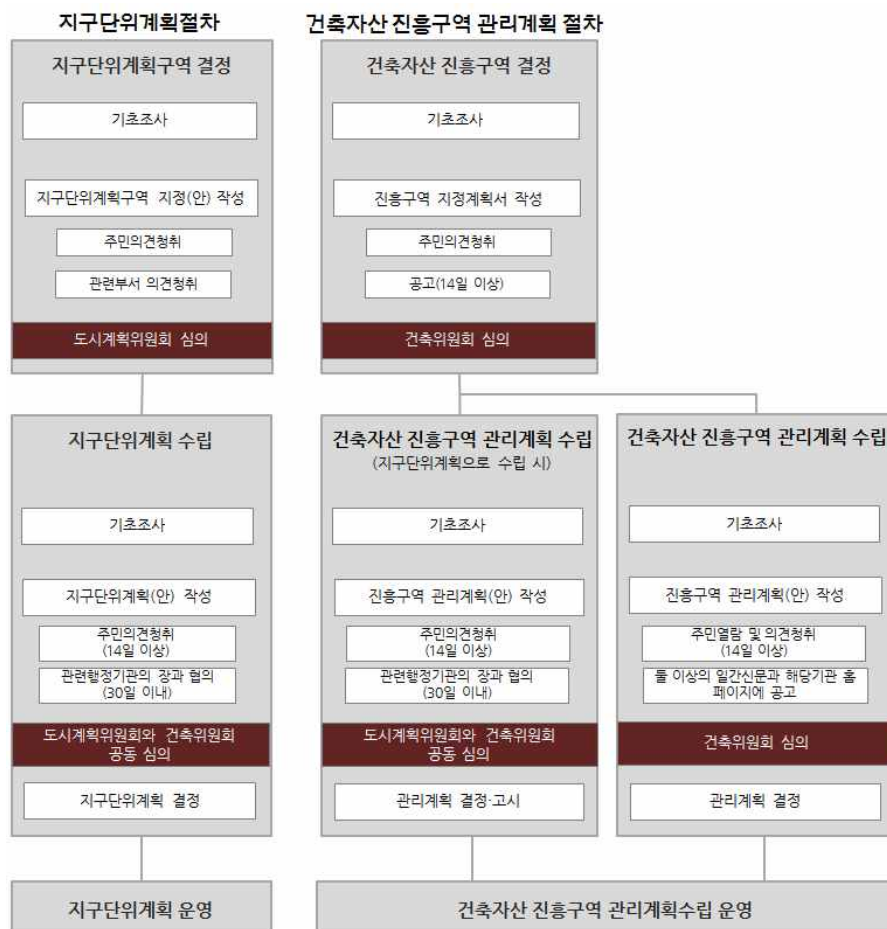 지구단위계획절차
지구단위계획구역 결정
기초조사
지구단위계획구역 지정(안) 작성
주민의견청취
관련부서 의견청취
도시계획위원회 심의
지구단위계획 수립
기초조사
지구단위계획(안) 작성
주민의견청취
(14일 이상)
관련행정기관의 장과 협의
(30일 이내)
도시계획위원회와 건축위원회
공동 심의
지구단위계획 결정
지구단위계획 운영
건축자산 진흥구역 관리계획 절차
건축자산 진흥구역 결정
기초조사
진흥구역 지정계획서 작성
주민의견청취
공고(14일 이상)
건축위원회 심의
건축자산 진흥구역 관리계획 수립
(지구단위계획으로 수립 시)
기초조사
진흥구역 관리계획(안) 작성
주민의견청취
(14일 이상)
관련행정기관의 장과 협의
(30일 이내)
도시계획위원회와 건축위원회
공동 심의
관리계획 결정·고시
건축자산 진흥구역 관리계획 수립
기초조사
진흥구역 관리계획(안) 작성
주민열람 및 의견청취
(14일 이상)
둘 이상의 일간신문과 해당기관 홈
페이지에 공고
건축위원회 심의
관리계획 결정
건축자산 진흥구역 관리계획수립 운영